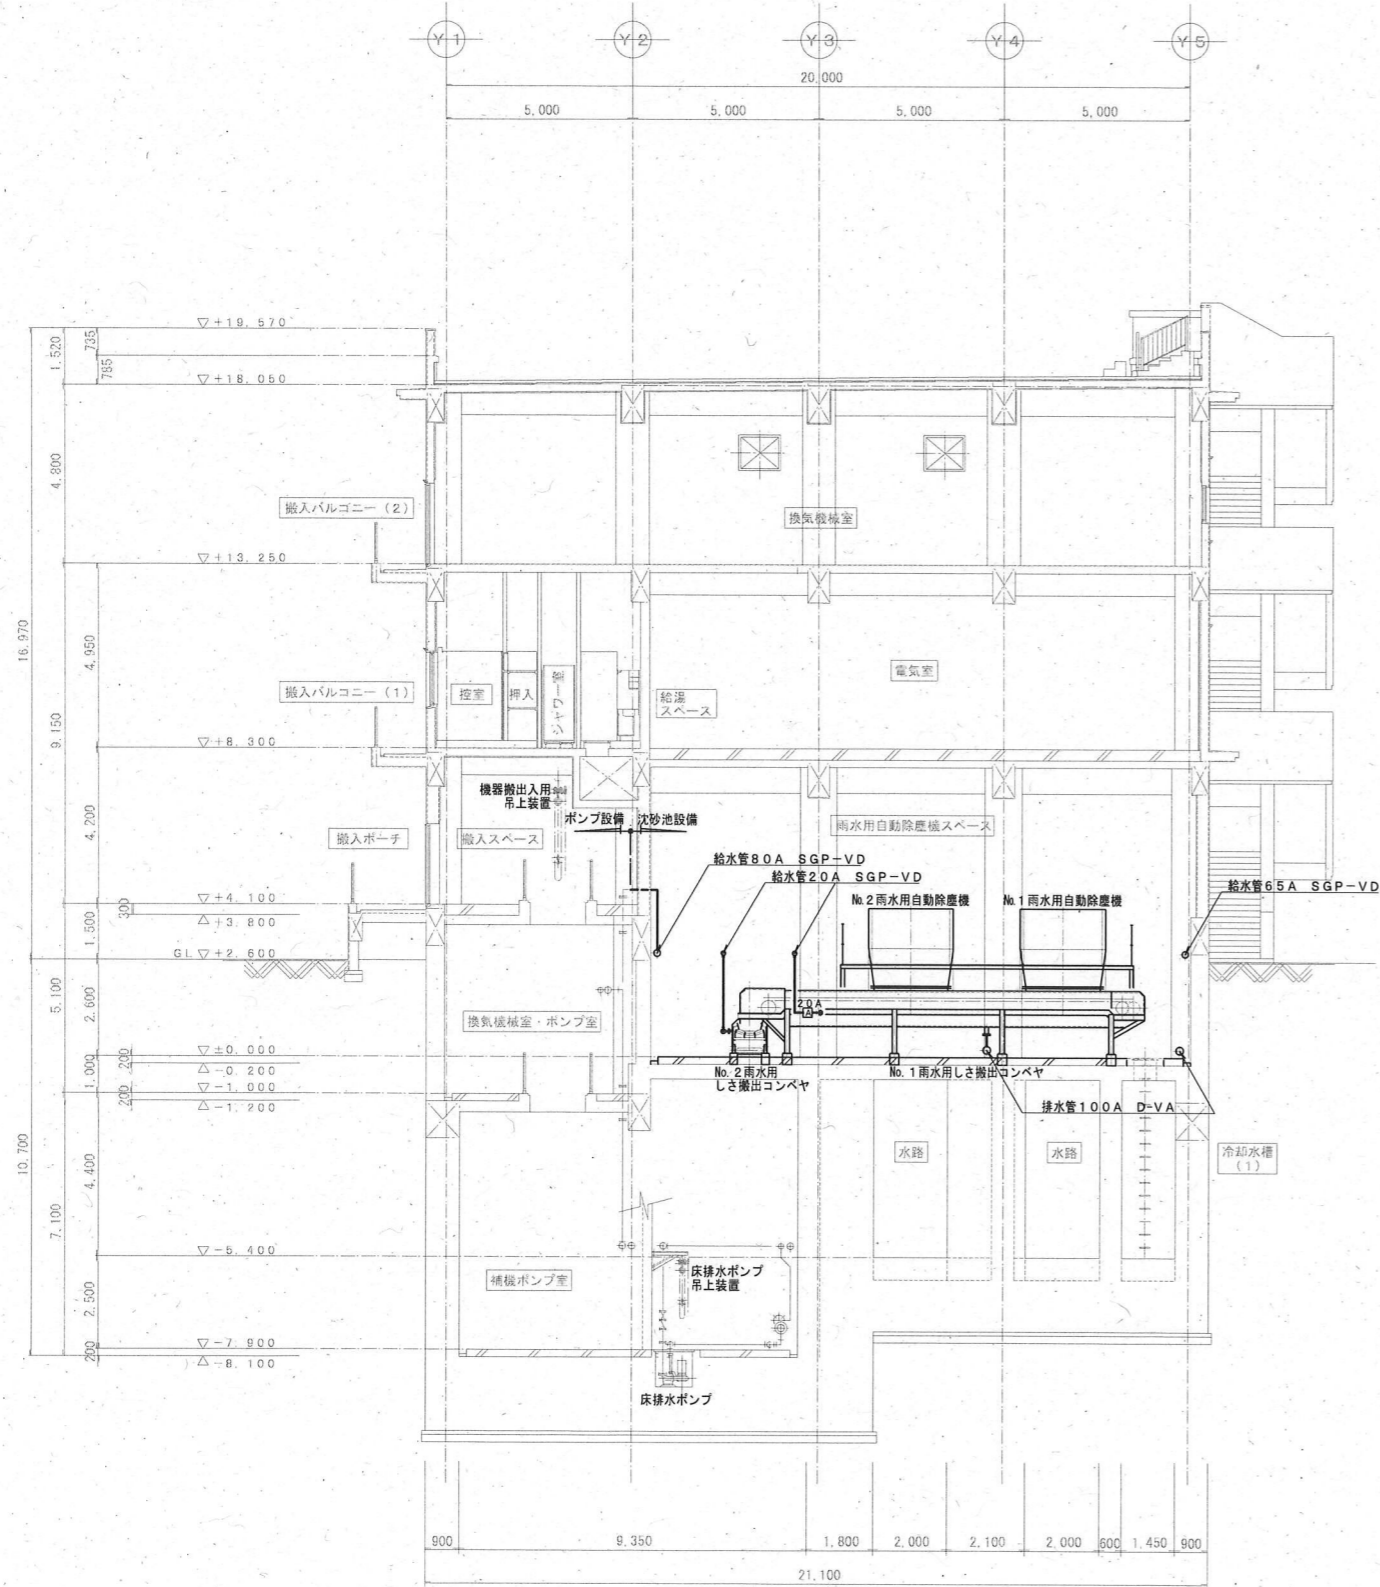 Y1
Y2
Y3
Y4
Y5
20,000
5,000
5,000
5,000
5,000
▽+19.570
735
1.520
785
▽+18.050
4.800
搬入バルコニー(2)
換気機械室
▽+13.250
16.970
4.950
9.150
搬入バルコニー(1)
控室
押入
シャワー室
給湯
スペース
電気室
▽+8.300
機器搬出入用
吊上装置
ポンプ設備
沈砂池設備
4.200
搬入ポーチ
搬入スペース
雨水用自動除塵機スペース
給水管80A SGP-VD
給水管20A SGP-VD
給水管65A SGP-VD
No.2雨水用自動除塵機
No.1雨水用自動除塵機
▽+4.100
300
△+3.800
1.500
GL ▽+2.600
5.100
2.600
20A
A
換気機械室・ポンプ室
▽±0.000
200
△-0.200
1.000
▽-1.000
200
△-1.200
No.2雨水用
しさ搬出コンベヤ
No.1雨水用しさ搬出コンベヤ
排水管100A D-VA
10.700
4.400
7.100
水路
水路
冷却水槽
(1)
▽-5.400
補機ポンプ室
床排水ポンプ
吊上装置
2.500
▽-7.900
200
△-8.100
床排水ポンプ
900
9.350
1.800
2,000
2,100
2,000
600
1.450
900
21.100